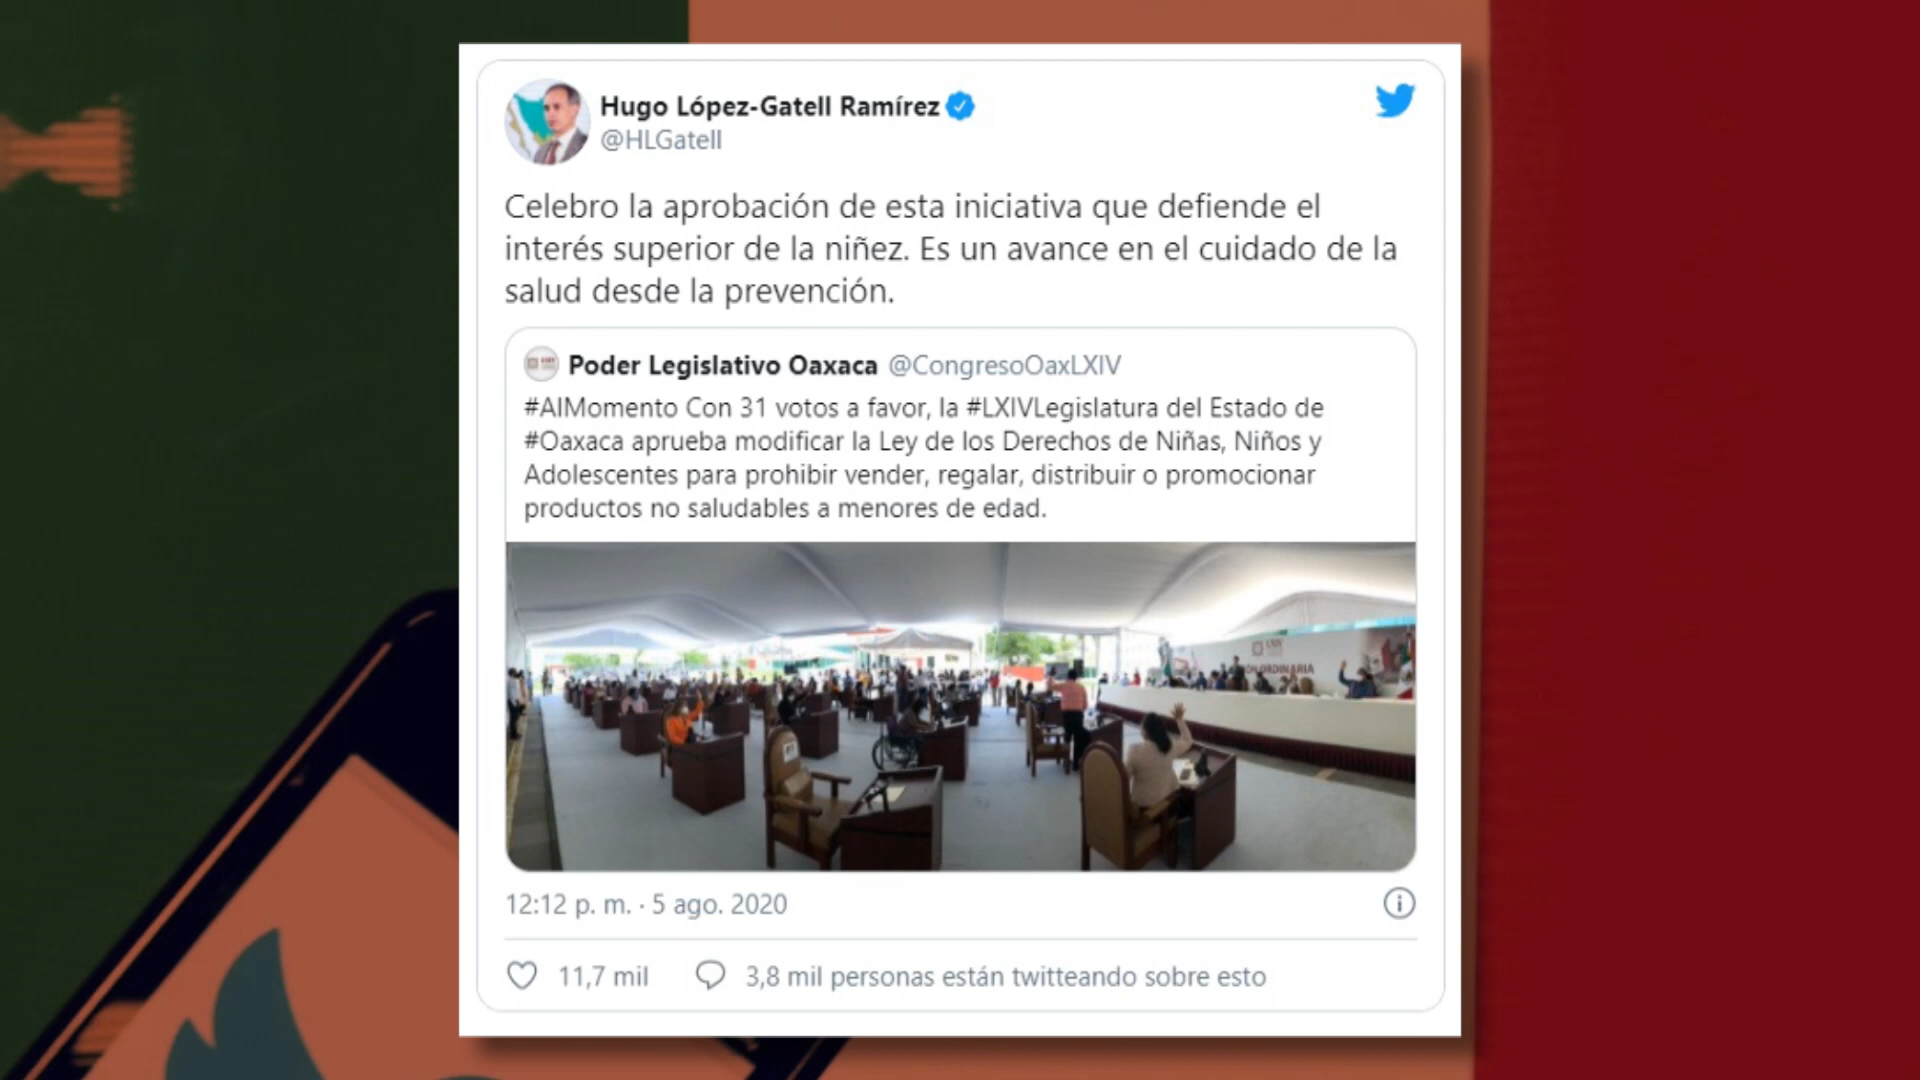 Hugo López-Gatell Ramírez
@HLGatell
Celebro la aprobación de esta iniciativa que defiende el
interés superior de la niñez. Es un avance en el cuidado de la
salud desde la prevención.
Poder Legislativo Oaxaca @CongresoOaxLXIV
#AlMomento Con 31 votos a favor, la #LXIVLegislatura del Estado de
#Oaxaca aprueba modificar la Ley de los Derechos de Niñas, Niños y
Adolescentes para prohibir vender, regalar, distribuir o promocionar
productos no saludables a menores de edad.
ORDINARIA
12:12 p. m. · 5 ago. 2020
11,7 mil
3,8 mil personas están twitteando sobre esto